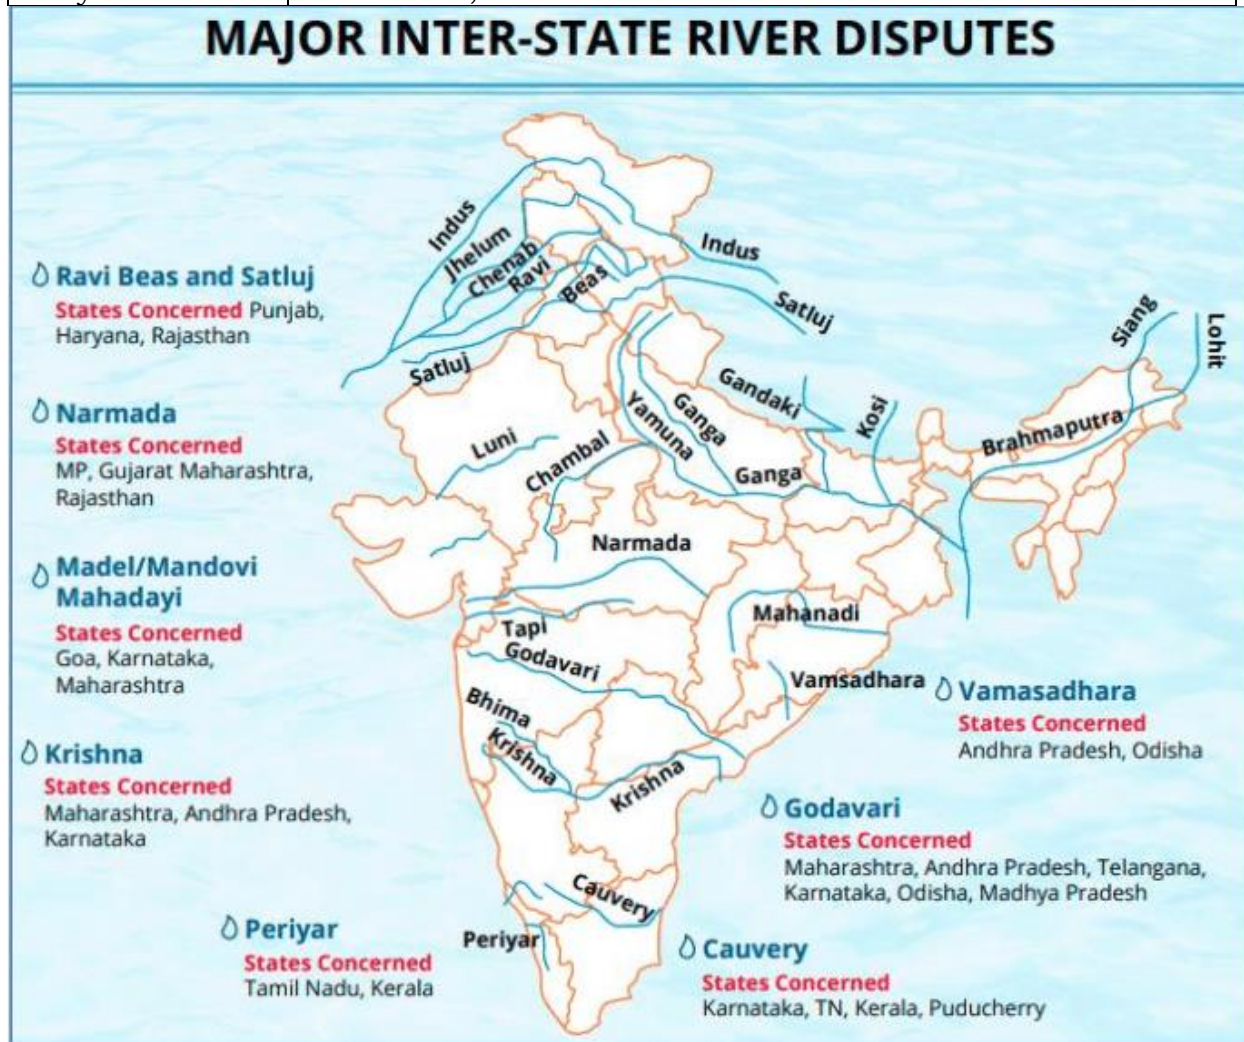 MAJOR INTER-STATE RIVER DISPUTES
Indus
Jhelum
Chenab
Ravi
Beas
Indus
Satluj
Satluj
Ravi Beas and Satluj
States Concerned Punjab,
Haryana, Rajasthan
Siang
Lohit
Gandaki
Kosi
Ganga
Yamuna
Ganga
Brahmaputra
Luni
Chambal
Narmada
States Concerned
MP, Gujarat Maharashtra,
Rajasthan
Narmada
Madel/Mandovi
Mahadayi
States Concerned
Goa, Karnataka,
Maharashtra
Mahanadi
Tapi
Godavari
Vamsadhara
Bhima
Krishna
Krishna
Vamasadhara
States Concerned
Andhra Pradesh, Odisha
Krishna
States Concerned
Maharashtra, Andhra Pradesh,
Karnataka
Godavari
States Concerned
Maharashtra, Andhra Pradesh, Telangana,
Karnataka, Odisha, Madhya Pradesh
Cauvery
Periyar
Periyar
States Concerned
Tamil Nadu, Kerala
Cauvery
States Concerned
Karnataka, TN, Kerala, Puducherry